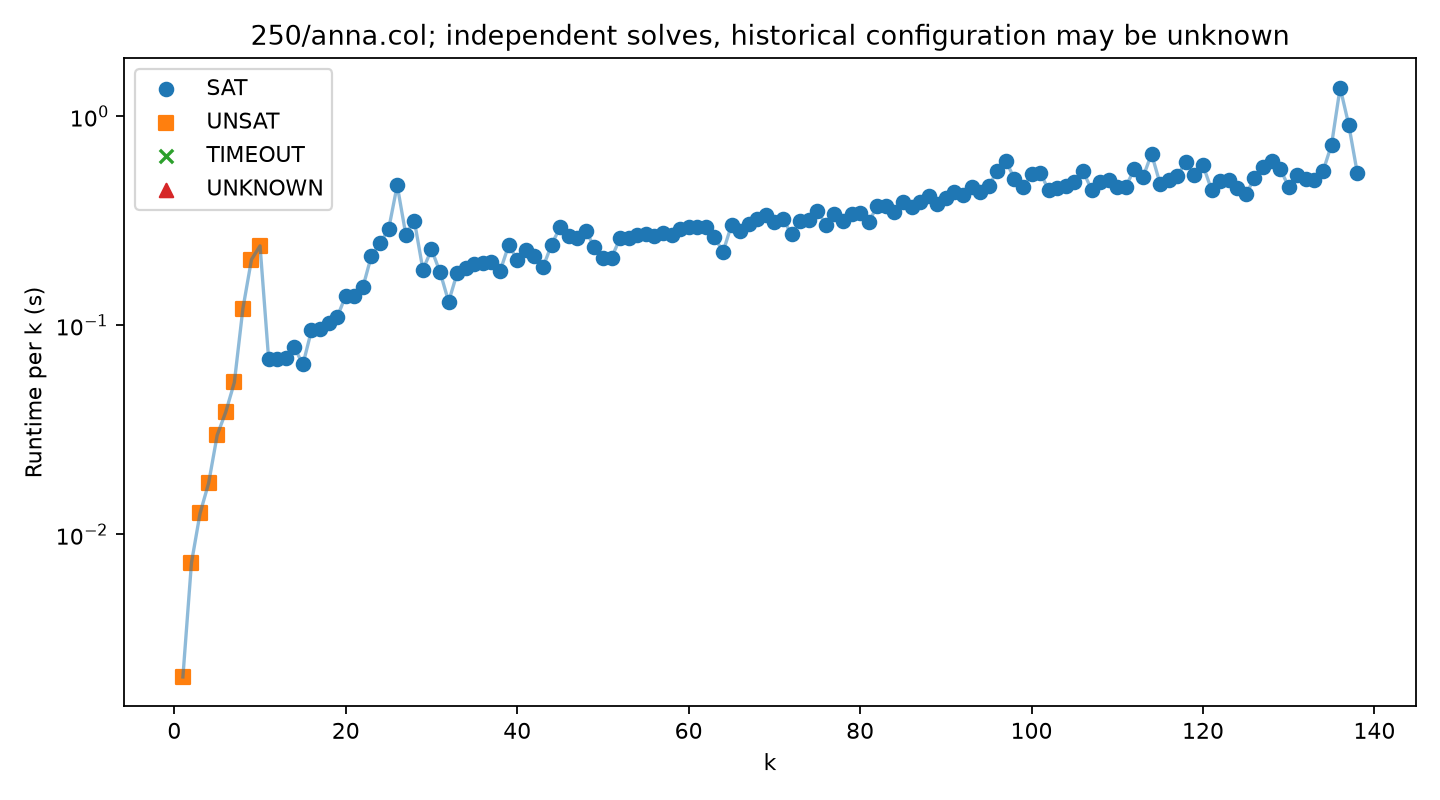 250/anna.col; independent solves, historical configuration may be unknown
SAT
UNSAT
TIMEOUT
UNKNOWN
Runtime per k (s)
10⁰
10⁻¹
10⁻²
0 20 40 60 80 100 120 140
k